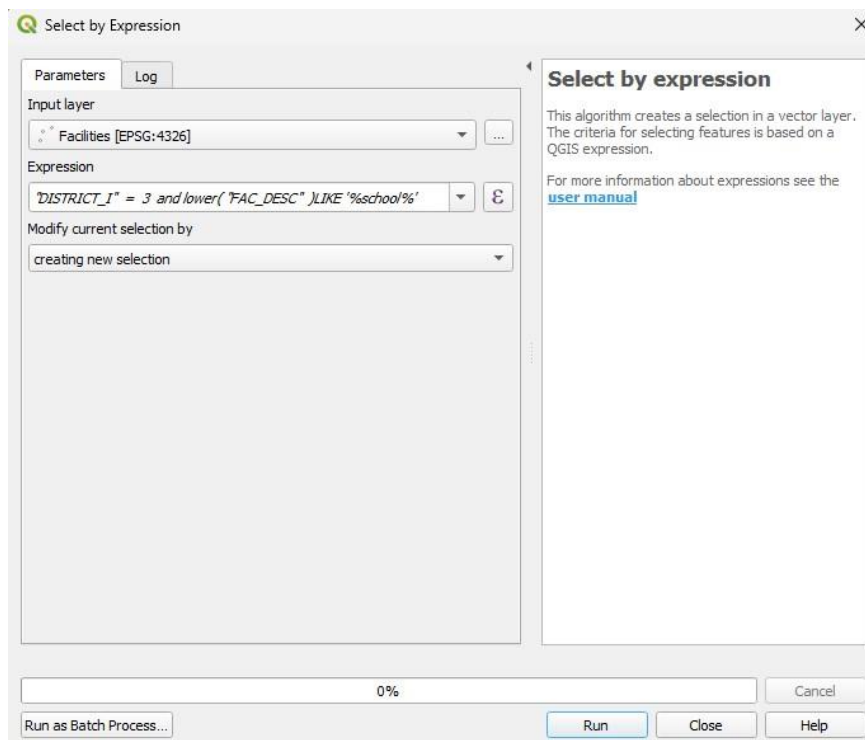 Select by Expression
Parameters
Log
Input layer
Facilities [EPSG:4326]
...
Expression
"DISTRICT_I" = 3 and lower( "FAC_DESC" )LIKE '%school%'
ε
Modify current selection by
creating new selection
Select by expression
This algorithm creates a selection in a vector layer.
The criteria for selecting features is based on a
QGIS expression.
For more information about expressions see the
user manual
0%
Cancel
Run as Batch Process...
Run
Close
Help